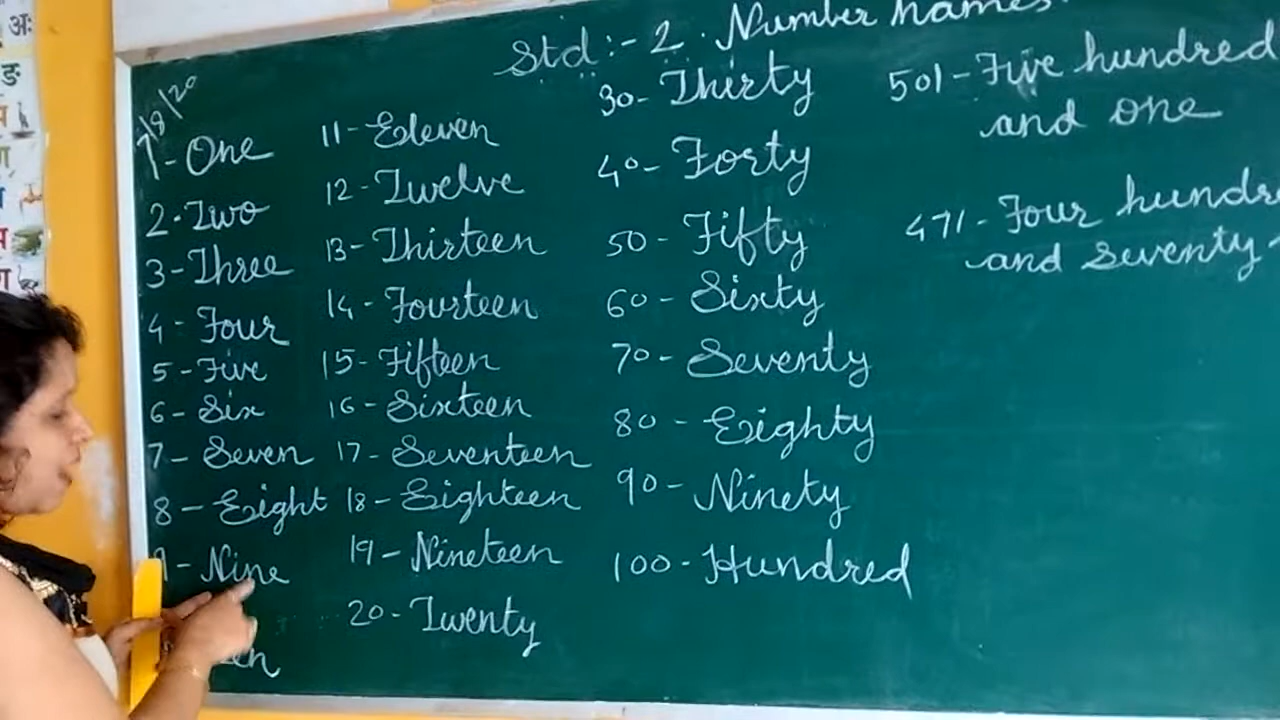 अः
ङ
Std :- 2. Number names.
7/8/20
1 - One
2 - Two
3 - Three
4 - Four
5 - Five
6 - Six
7 - Seven
8 - Eight
9 - Nine
11 - Eleven
12 - Twelve
13 - Thirteen
14 - Fourteen
15 - Fifteen
16 - Sixteen
17 - Seventeen
18 - Eighteen
19 - Nineteen
20 - Twenty
30 - Thirty
40 - Forty
50 - Fifty
60 - Sixty
70 - Seventy
80 - Eighty
90 - Ninety
100 - Hundred
501 - Five hundred
and one
471 - Four hundre
and Seventy -